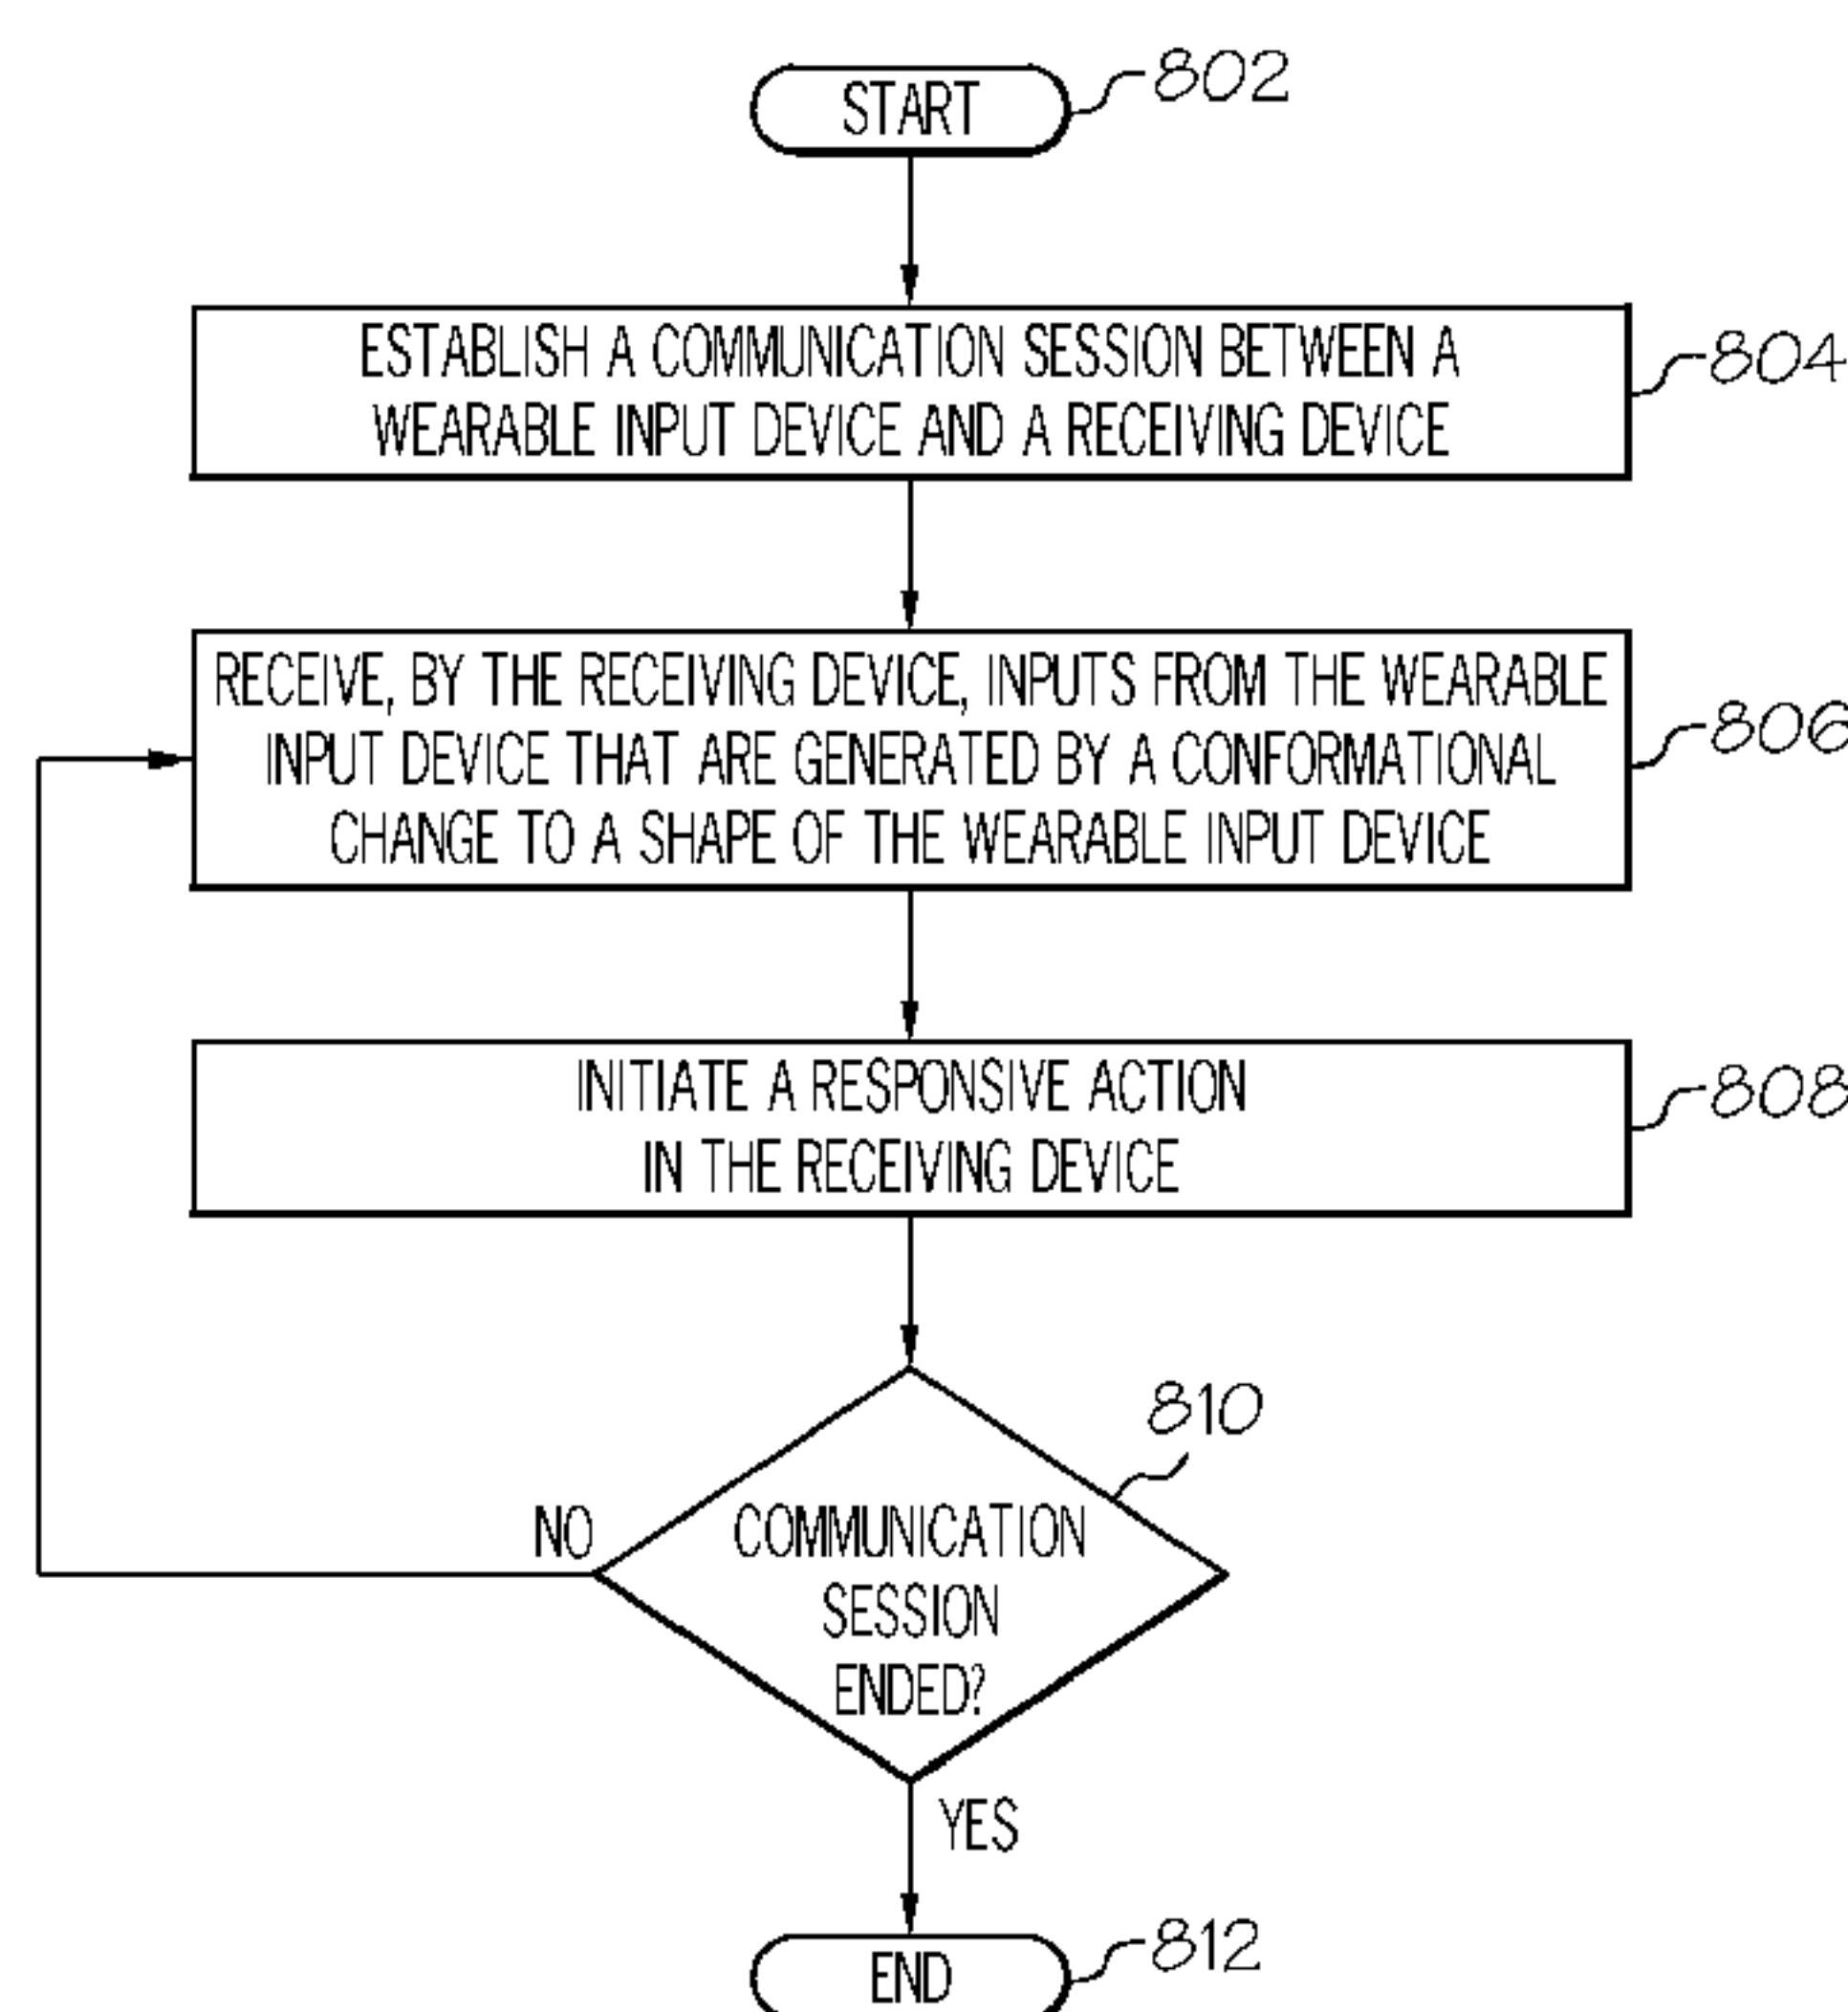 START
802
ESTABLISH A COMMUNICATION SESSION BETWEEN A
WEARABLE INPUT DEVICE AND A RECEIVING DEVICE
804
RECEIVE, BY THE RECEIVING DEVICE, INPUTS FROM THE WEARABLE
INPUT DEVICE THAT ARE GENERATED BY A CONFORMATIONAL
CHANGE TO A SHAPE OF THE WEARABLE INPUT DEVICE
806
INITIATE A RESPONSIVE ACTION
IN THE RECEIVING DEVICE
808
810
NO
COMMUNICATION
SESSION
ENDED?
YES
END
812